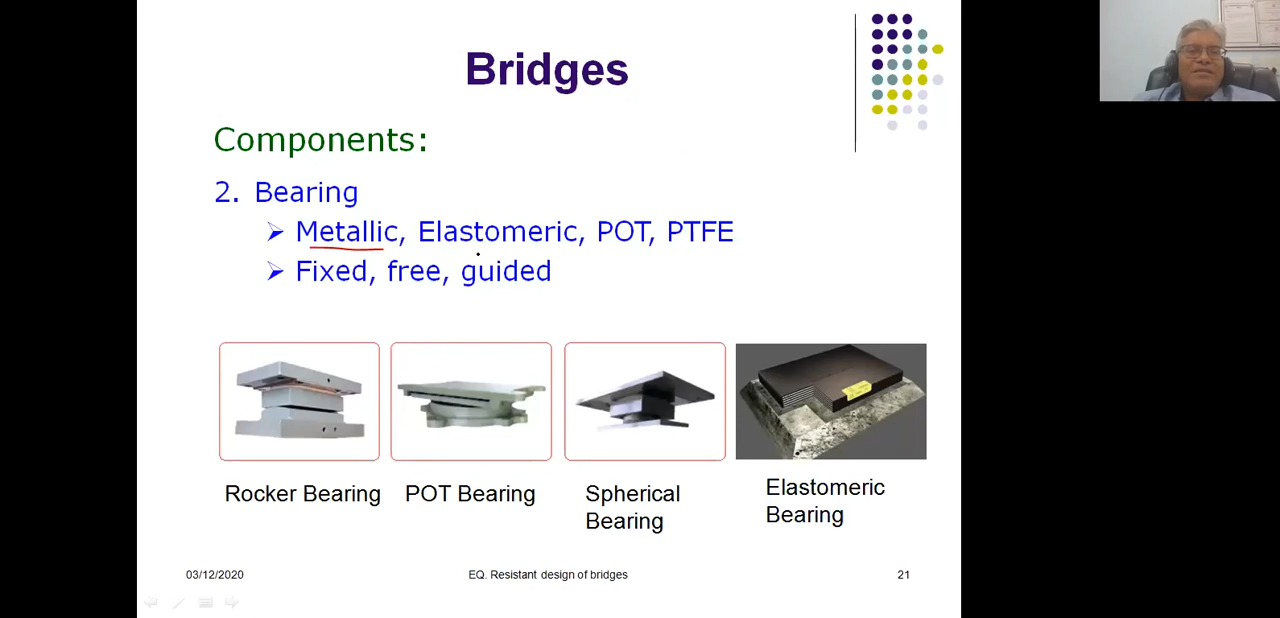 Bridges
Components:
2. Bearing
➢ Metallic, Elastomeric, POT, PTFE
➢ Fixed, free, guided
Rocker Bearing
POT Bearing
Spherical
Bearing
Elastomeric
Bearing
03/12/2020
EQ. Resistant design of bridges
21